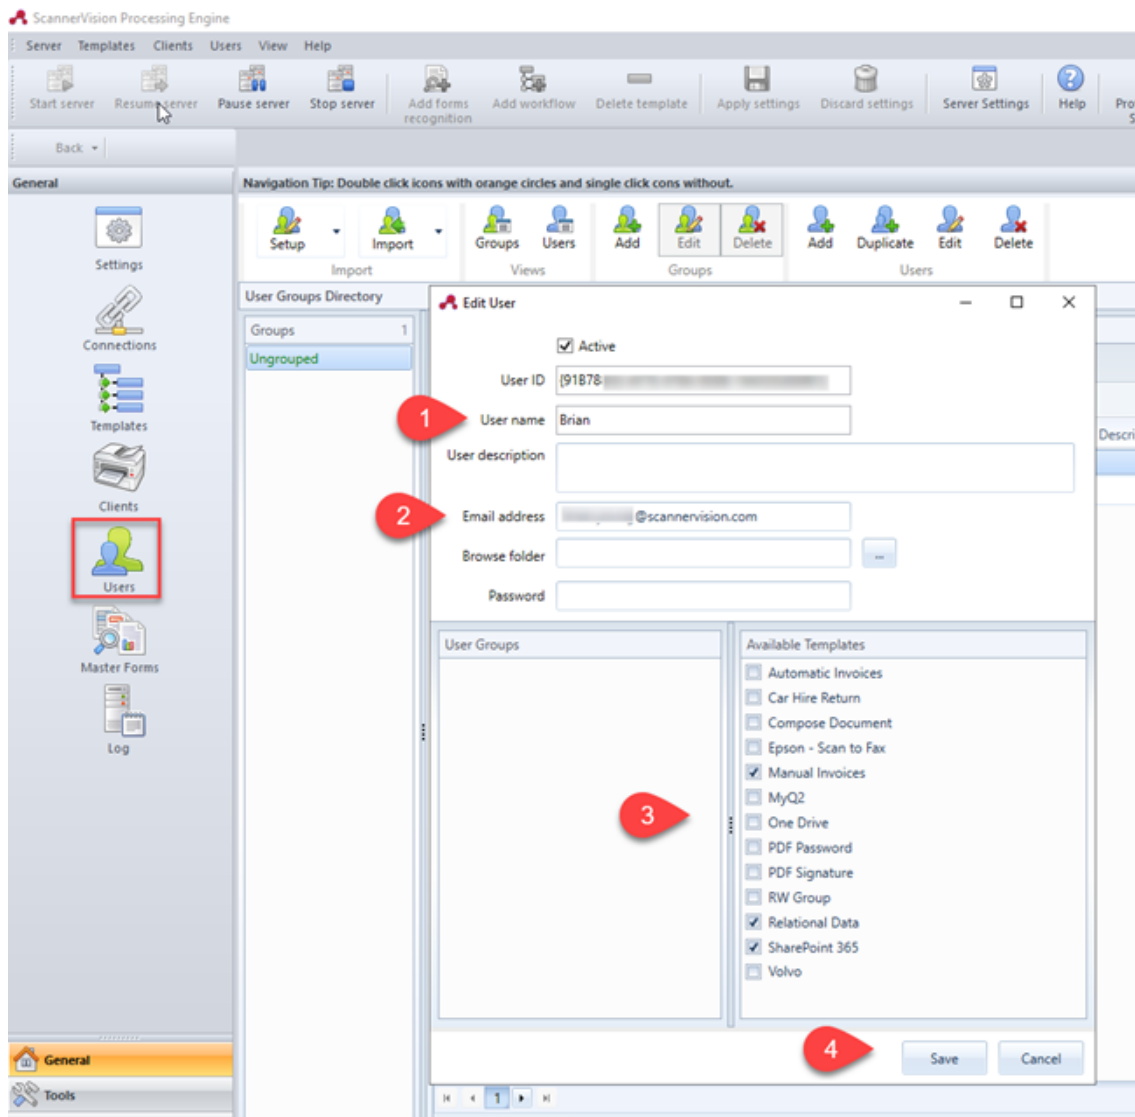 ScannerVision Processing Engine
Server Templates Clients Users View Help
Start server Resume server Pause server Stop server Add forms recognition Add workflow Delete template Apply settings Discard settings Server Settings Help
Back
General
Navigation Tip: Double click icons with orange circles and single click cons without.
Settings
Connections
Templates
Clients
Users
Master Forms
Log
General
Tools
Setup Import Groups Users Add Edit Delete Add Duplicate Edit Delete
Import Views Groups Users
User Groups Directory
Groups 1
Ungrouped
Edit User
Active
User ID {91B78
1 User name Brian
User description
2 Email address @scannervision.com
Browse folder ...
Password
User Groups
Available Templates
Automatic Invoices
Car Hire Return
Compose Document
Epson - Scan to Fax
Manual Invoices
MyQ2
3
One Drive
PDF Password
PDF Signature
RW Group
Relational Data
SharePoint 365
Volvo
4 Save Cancel
1